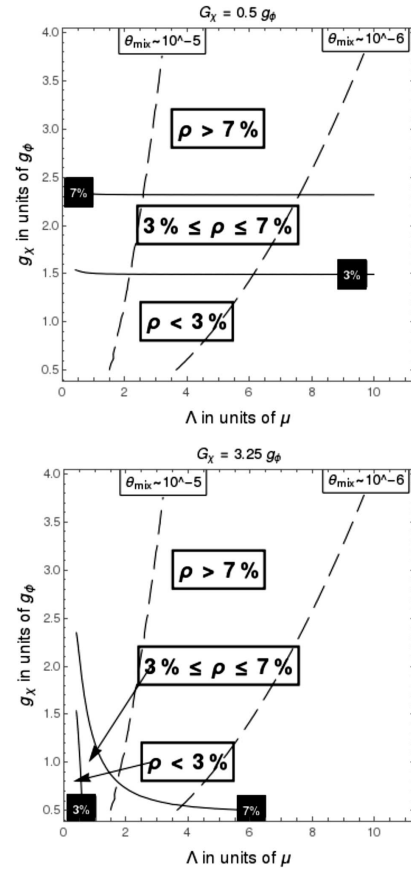 G_χ = 0.5 g_ϕ
θ_mix~10^-5
θ_mix~10^-6
4.0
3.5
3.0
2.5
2.0
1.5
1.0
0.5
g_χ in units of g_ϕ
ρ > 7 %
7%
3 % ≤ ρ ≤ 7 %
3%
ρ < 3 %
0 2 4 6 8 10
Λ in units of μ
G_χ = 3.25 g_ϕ
θ_mix~10^-5
θ_mix~10^-6
4.0
3.5
3.0
2.5
2.0
1.5
1.0
0.5
g_χ in units of g_ϕ
ρ > 7 %
3 % ≤ ρ ≤ 7 %
ρ < 3 %
3%
7%
0 2 4 6 8 10
Λ in units of μ